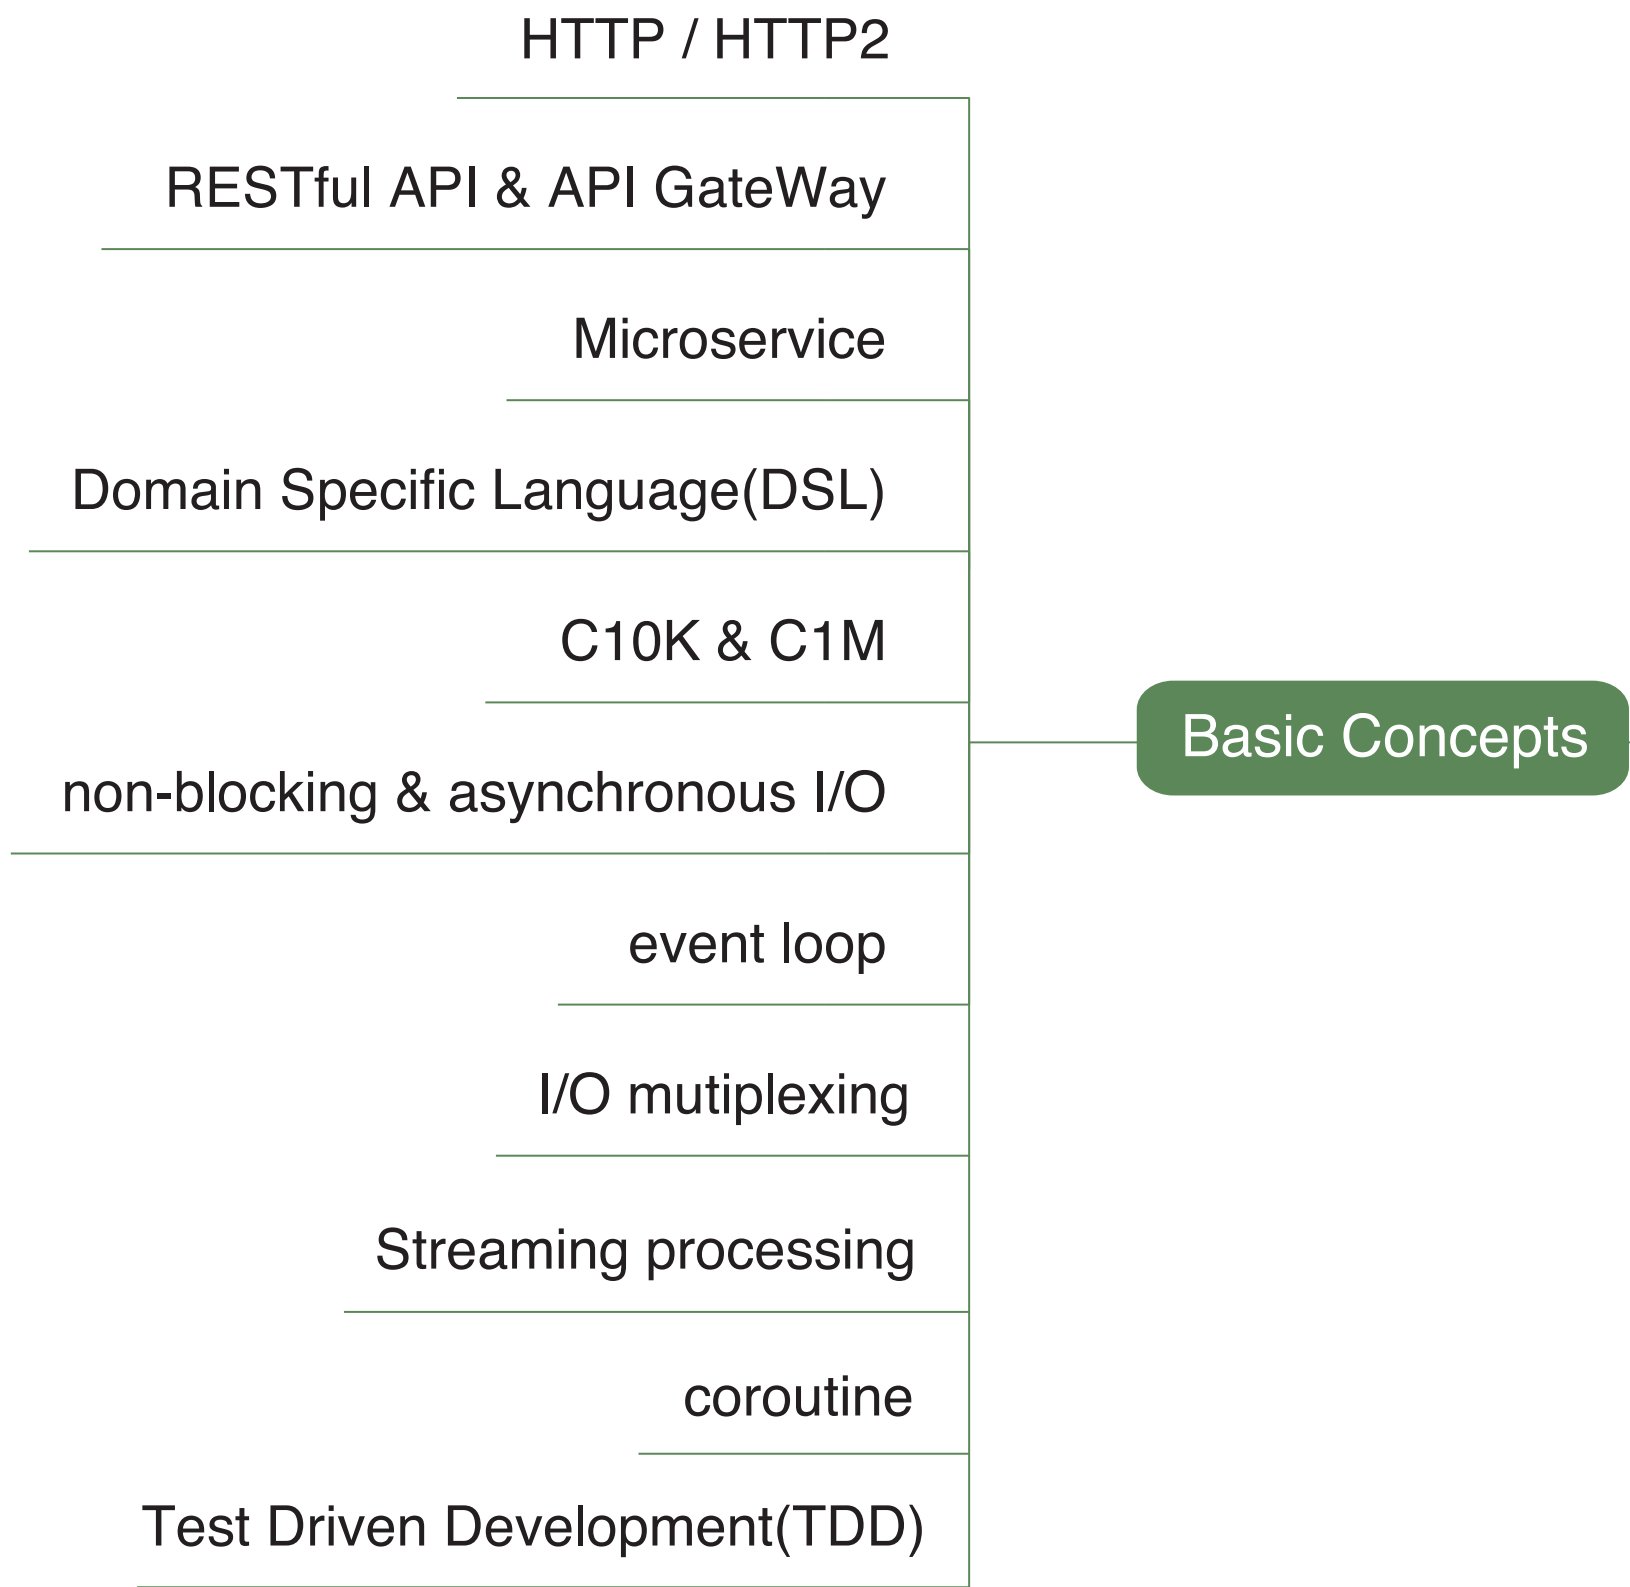 HTTP / HTTP2
RESTful API & API GateWay
Microservice
Domain Specific Language(DSL)
C10K & C1M
Basic Concepts
non-blocking & asynchronous I/O
event loop
I/O mutiplexing
Streaming processing
coroutine
Test Driven Development(TDD)